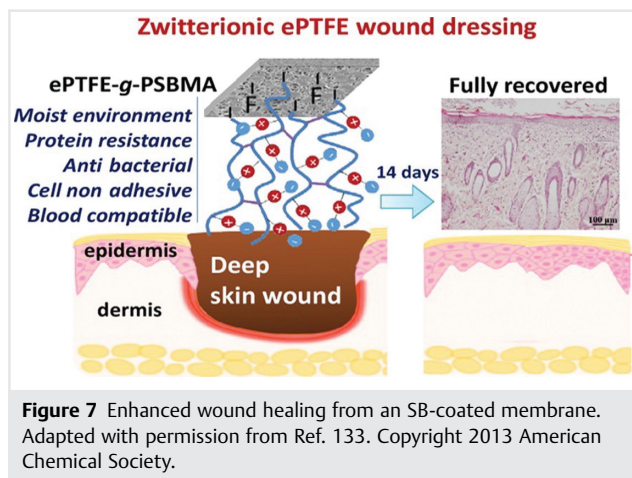 Zwitterionic ePTFE wound dressing
ePTFE-g-PSBMA
Moist environment
Protein resistance
Anti bacterial
Cell non adhesive
Blood compatible
F
F
14 days
Fully recovered
100 μm
epidermis
dermis
Deep
skin wound
Figure 7 Enhanced wound healing from an SB-coated membrane.
Adapted with permission from Ref. 133. Copyright 2013 American
Chemical Society.